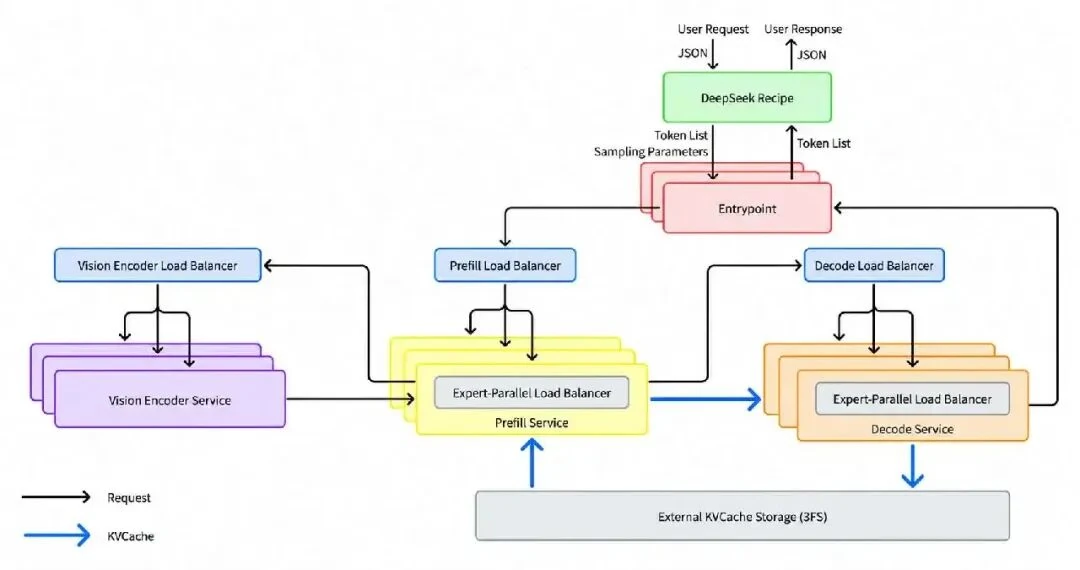 User Request
User Response
JSON
JSON
DeepSeek Recipe
Token List
Sampling Parameters
Token List
Entrypoint
Vision Encoder Load Balancer
Prefill Load Balancer
Decode Load Balancer
Vision Encoder Service
Expert-Parallel Load Balancer
Prefill Service
Expert-Parallel Load Balancer
Decode Service
Request
KVCache
External KVCache Storage (3FS)